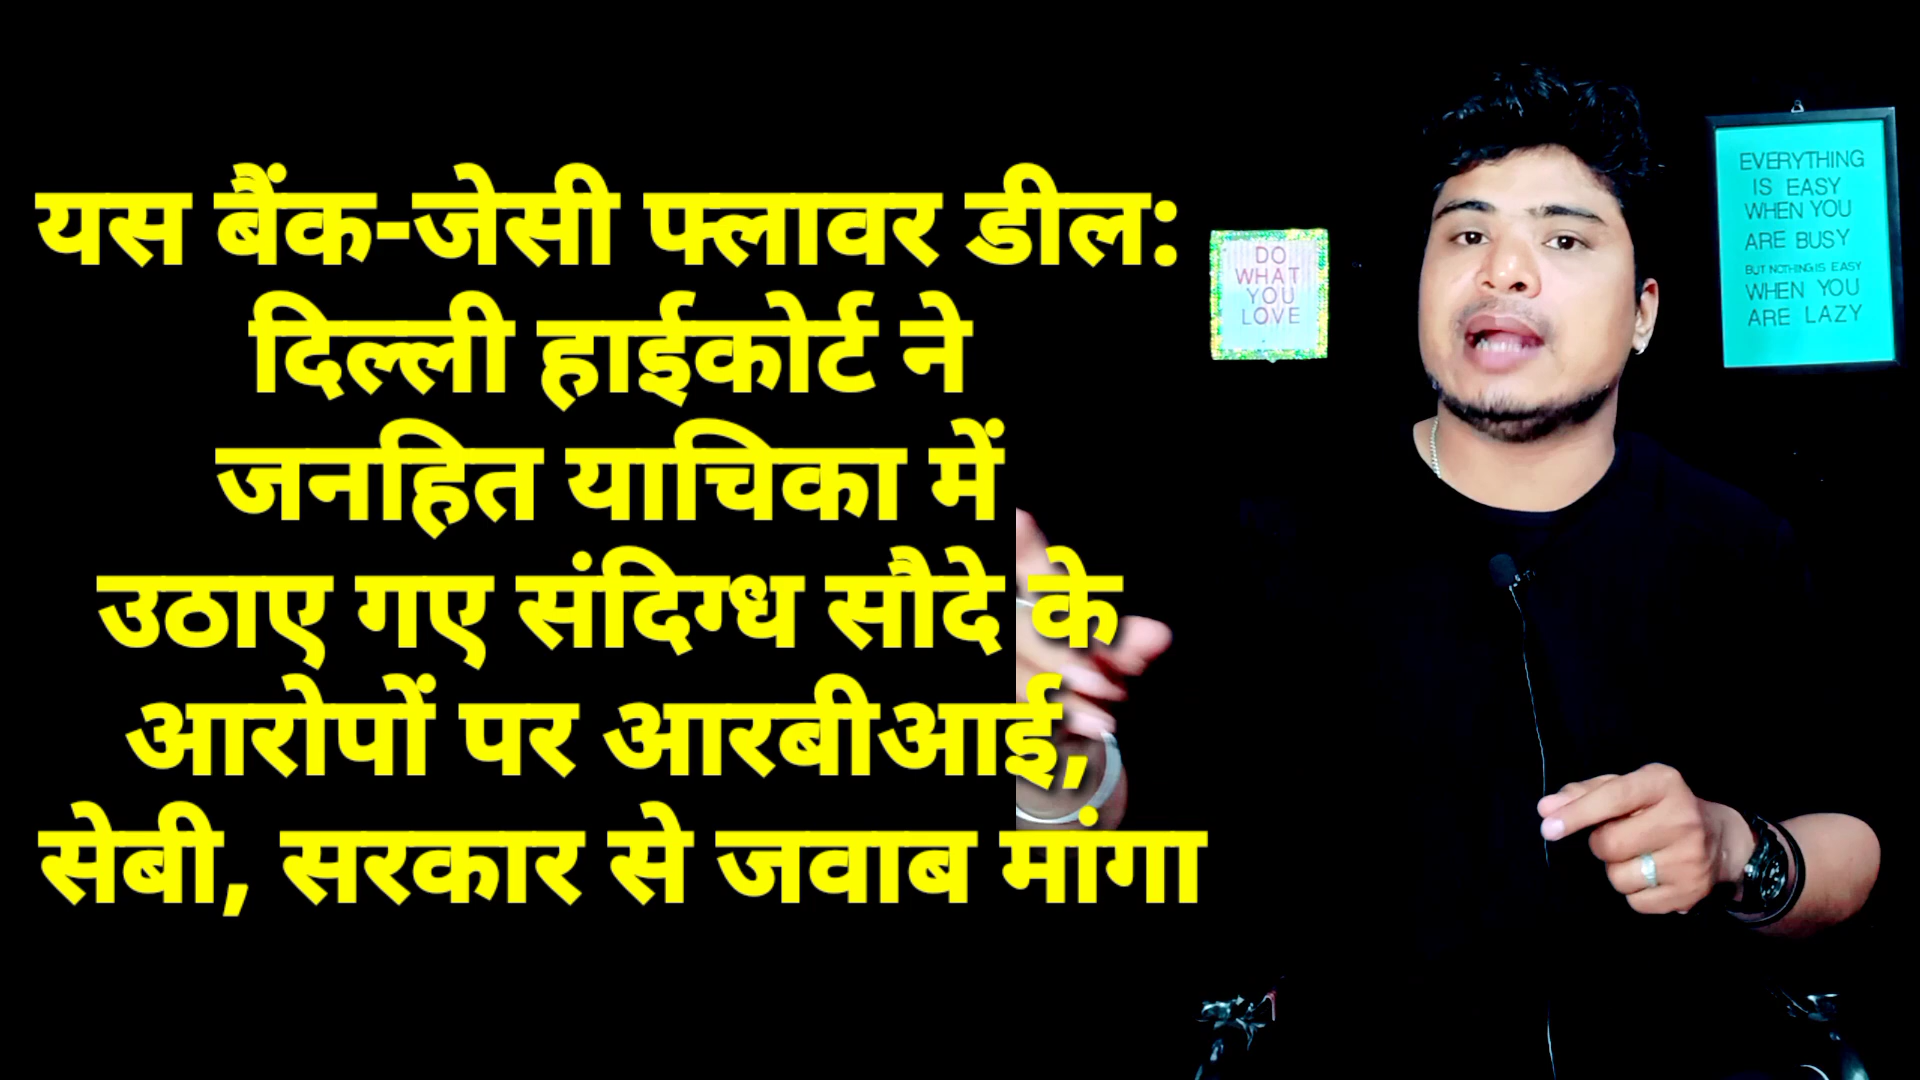 यस बैंक-जेसी फ्लावर डील:
दिल्ली हाईकोर्ट ने
जनहित याचिका में
उठाए गए संदिग्ध सौदे के
आरोपों पर आरबीआई,
सेबी, सरकार से जवाब मांगा
DO
WHAT
YOU
LOVE
EVERYTHING
IS EASY
WHEN YOU
ARE BUSY
BUT NOTHING IS EASY
WHEN YOU
ARE LAZY